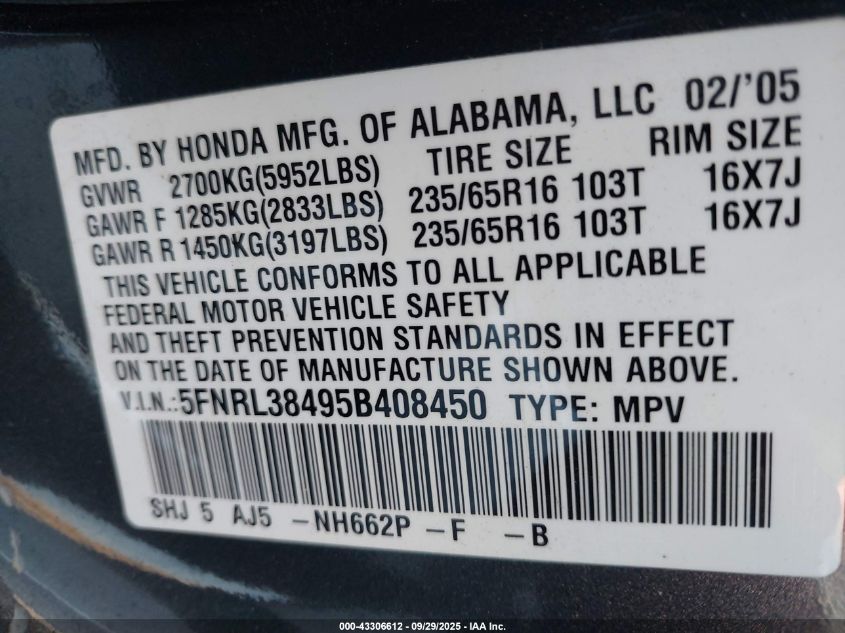 MFD. BY HONDA MFG. OF ALABAMA, LLC 02/'05
GVWR 2700KG(5952LBS) TIRE SIZE RIM SIZE
GAWR F 1285KG(2833LBS) 235/65R16 103T 16X7J
GAWR R 1450KG(3197LBS) 235/65R16 103T 16X7J
THIS VEHICLE CONFORMS TO ALL APPLICABLE
FEDERAL MOTOR VEHICLE SAFETY
AND THEFT PREVENTION STANDARDS IN EFFECT
ON THE DATE OF MANUFACTURE SHOWN ABOVE.
V.I.N.:5FNRL38495B408450 TYPE: MPV
SHJ 5 AJ5 -NH662P -F -B
000-43306612 - 09/29/2025 - IAA Inc.